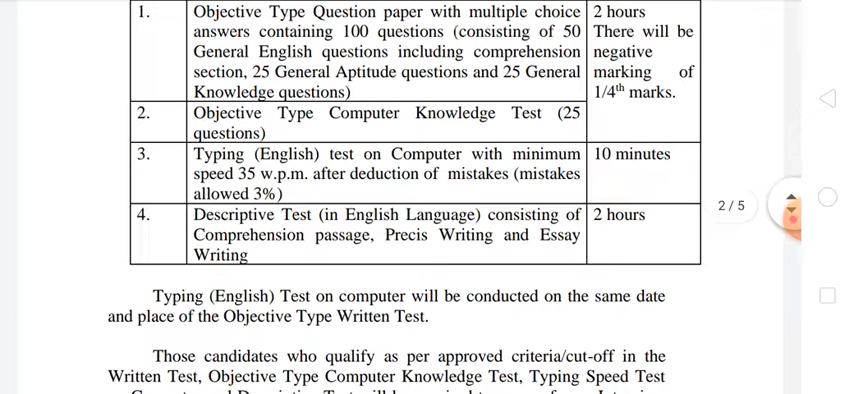 1. Objective Type Question paper with multiple choice 2 hours
answers containing 100 questions (consisting of 50 There will be
General English questions including comprehension negative
section, 25 General Aptitude questions and 25 General marking of
Knowledge questions) 1/4th marks.
2. Objective Type Computer Knowledge Test (25
questions)
3. Typing (English) test on Computer with minimum 10 minutes
speed 35 w.p.m. after deduction of mistakes (mistakes
allowed 3%)
4. Descriptive Test (in English Language) consisting of 2 hours
Comprehension passage, Precis Writing and Essay
Writing
2 / 5
Typing (English) Test on computer will be conducted on the same date
and place of the Objective Type Written Test.
Those candidates who qualify as per approved criteria/cut-off in the
Written Test, Objective Type Computer Knowledge Test, Typing Speed Test